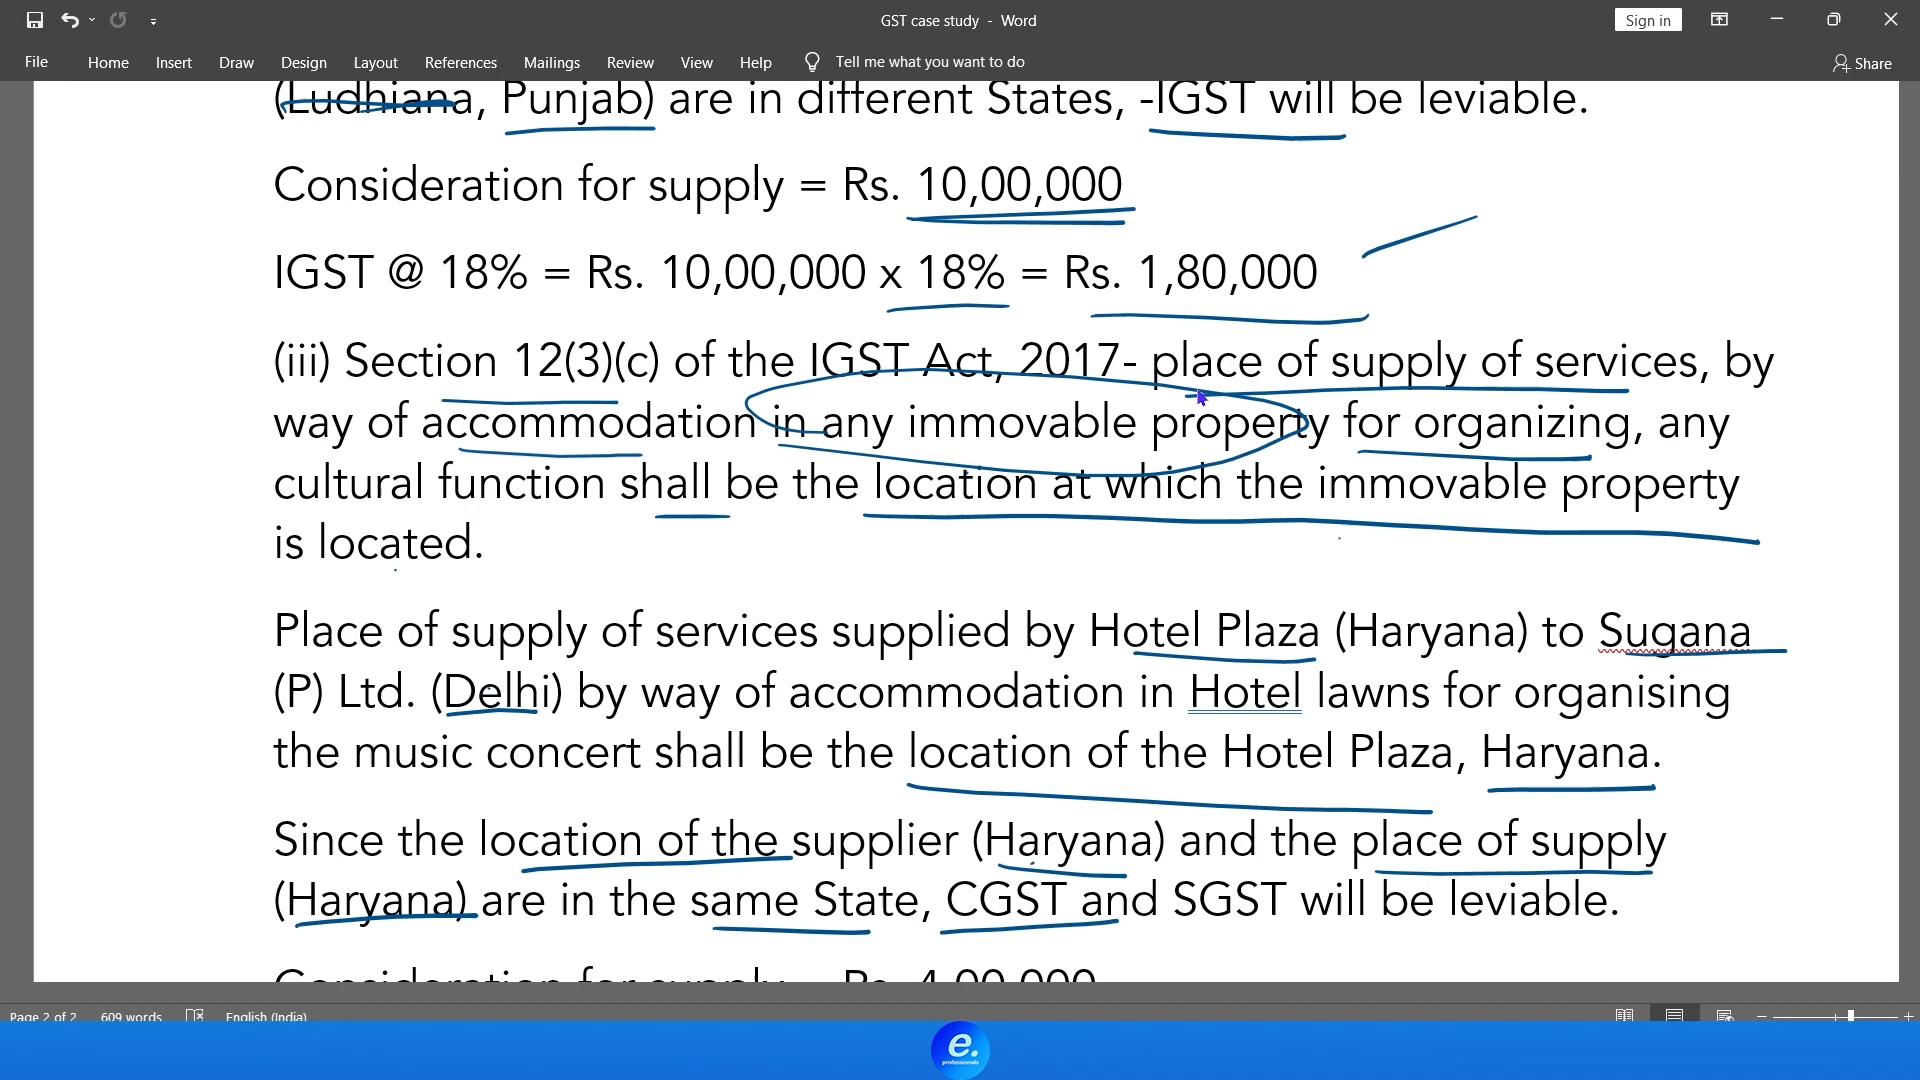 GST case study - Word
Sign in
File Home Insert Draw Design Layout References Mailings Review View Help Tell me what you want to do Share
(Ludhiana, Punjab) are in different States, -IGST will be leviable.
Consideration for supply = Rs. 10,00,000
IGST @ 18% = Rs. 10,00,000 x 18% = Rs. 1,80,000
(iii) Section 12(3)(c) of the IGST Act, 2017- place of supply of services, by
way of accommodation in any immovable property for organizing, any
cultural function shall be the location at which the immovable property
is located.
Place of supply of services supplied by Hotel Plaza (Haryana) to Sugana
(P) Ltd. (Delhi) by way of accommodation in Hotel lawns for organising
the music concert shall be the location of the Hotel Plaza, Haryana.
Since the location of the supplier (Haryana) and the place of supply
(Haryana) are in the same State, CGST and SGST will be leviable.
Consideration for supply = Rs. 4,00,000
Page 2 of 2 609 words English (India)
e.
professionals